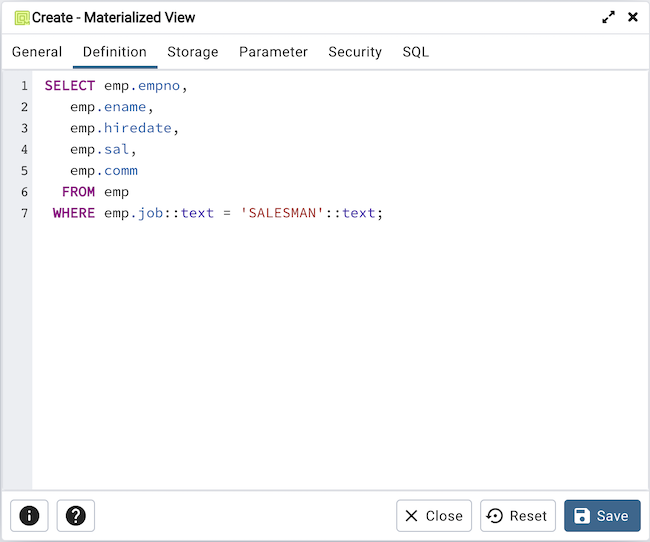 Create - Materialized View
General Definition Storage Parameter Security SQL
1 SELECT emp.empno,
2 emp.ename,
3 emp.hiredate,
4 emp.sal,
5 emp.comm
6 FROM emp
7 WHERE emp.job::text = 'SALESMAN'::text;
Close Reset Save